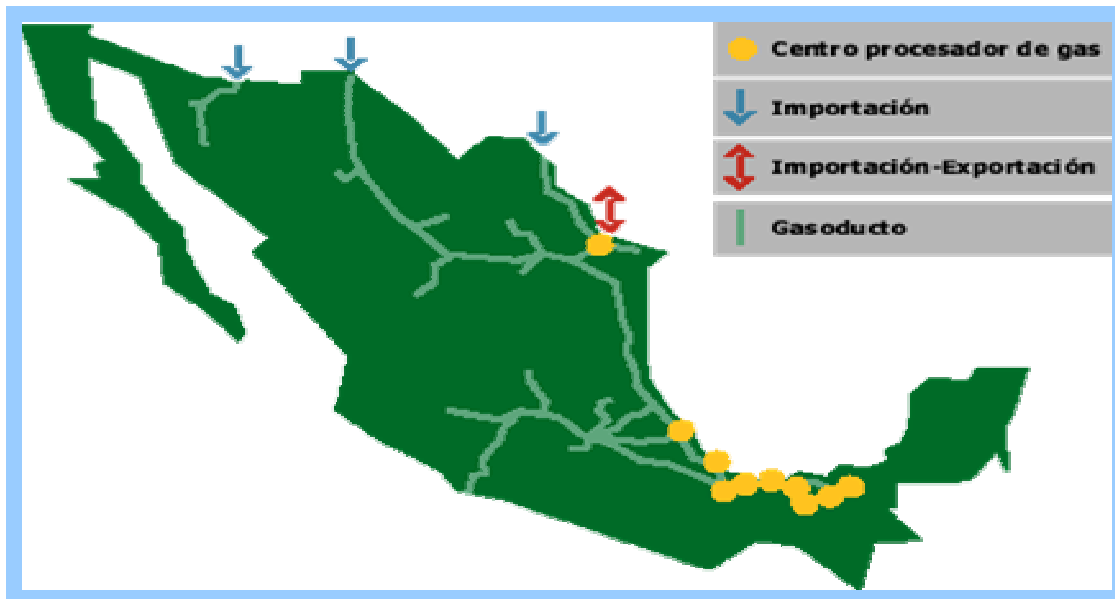 Centro procesador de gas
Importación
Importación-Exportación
Gasoducto